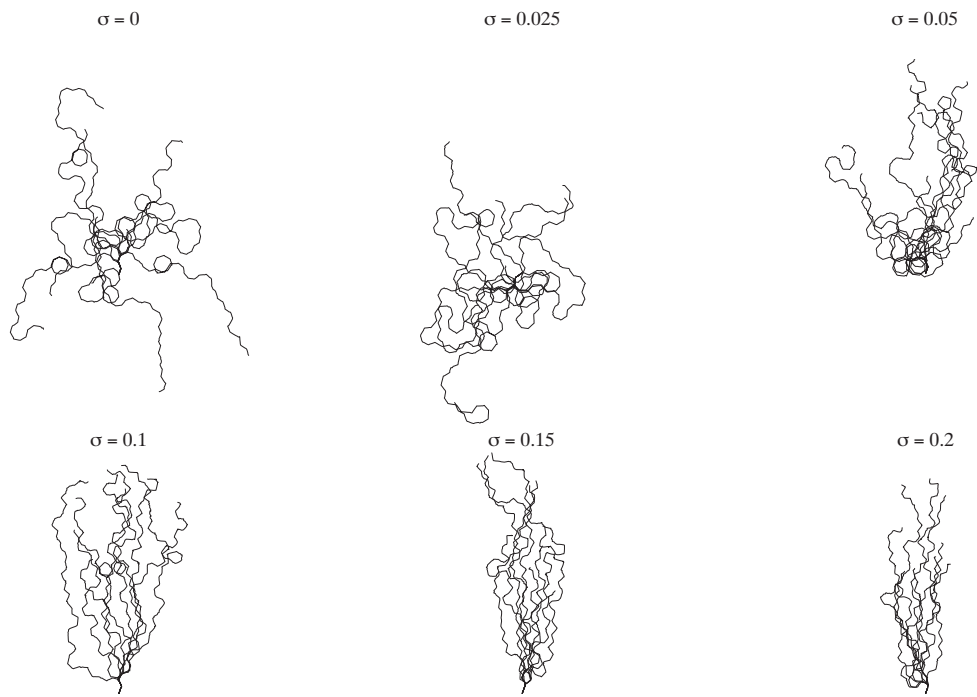 σ = 0
σ = 0.025
σ = 0.05
σ = 0.1
σ = 0.15
σ = 0.2